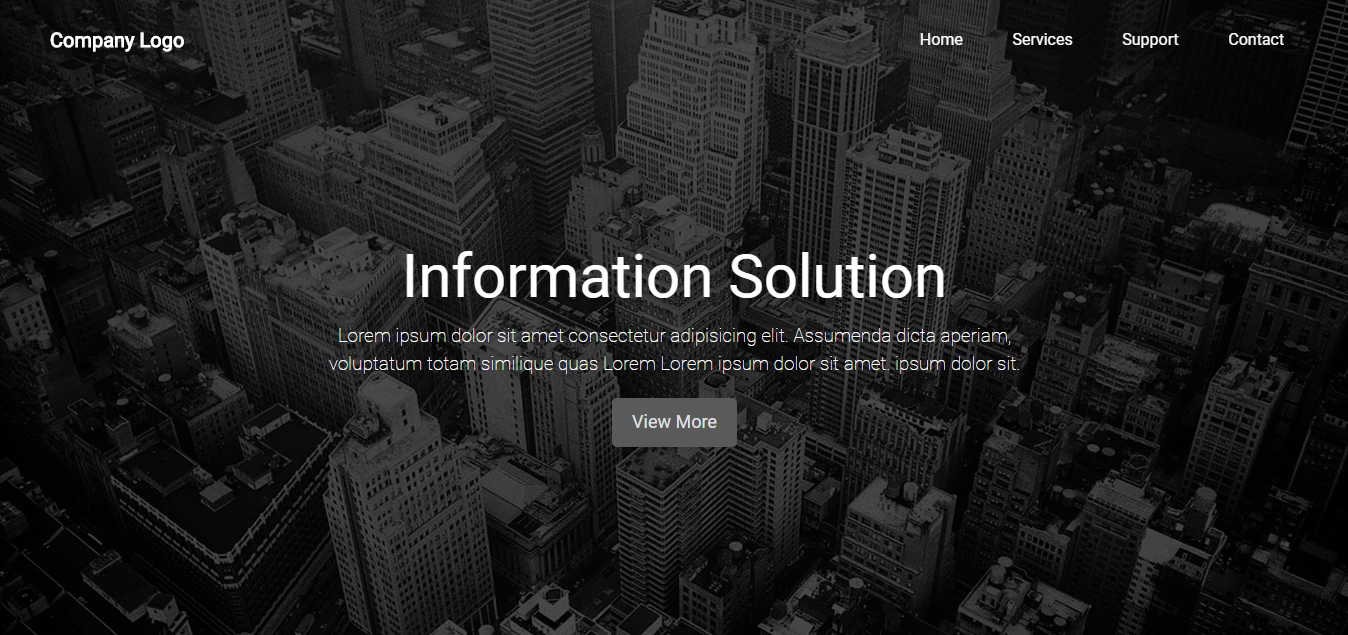 Company Logo
Home Services Support Contact
Information Solution
Lorem ipsum dolor sit amet consectetur adipisicing elit. Assumenda dicta aperiam,
voluptatum totam similique quas Lorem Lorem ipsum dolor sit amet. ipsum dolor sit.
View More